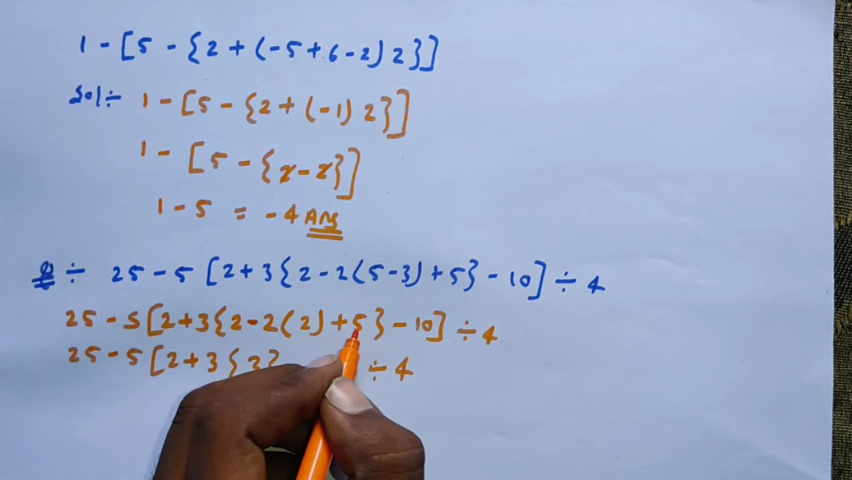 1 - [5 - {2 + (-5 + 6 - 2) 2}]
Sol÷ 1 - [5 - {2 + (-1) 2}]
1 - [5 - {2 - 2}]
1 - 5 = -4 Ans
Q÷ 25 - 5 [2 + 3 {2 - 2 (5 - 3) + 5} - 10] ÷ 4
25 - 5 [2 + 3 {2 - 2 (2) + 5} - 10] ÷ 4
25 - 5 [2 + 3 {3} ÷ 4